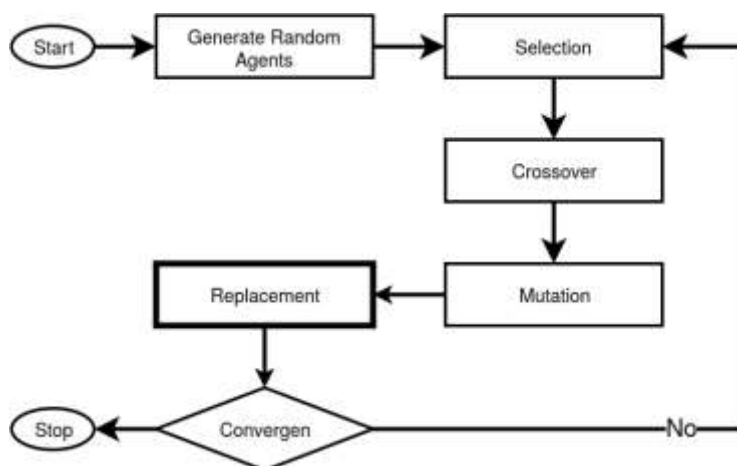 Start
Generate Random
Agents
Selection
Crossover
Replacement
Mutation
Stop
Convergen
No